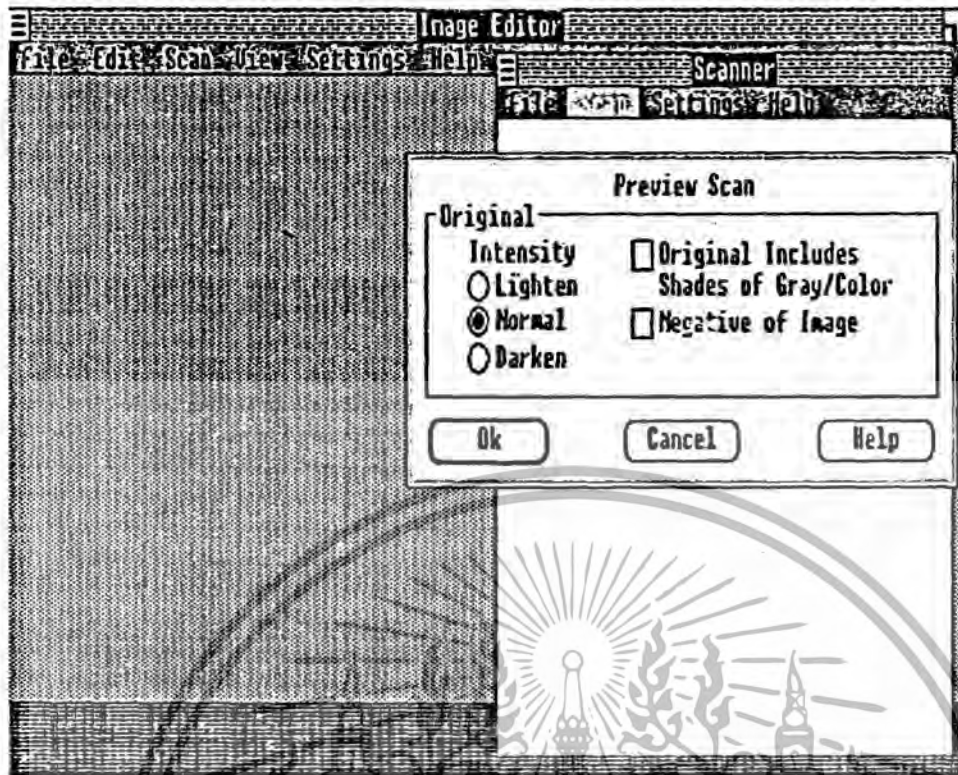 Image Editor
File Edit Scan View Settings Help
Scanner
File Scan Settings Help
Preview Scan
Original
Intensity
Lighten
Normal
Darken
Original Includes
Shades of Gray/Color
Negative of Image
Ok Cancel Help